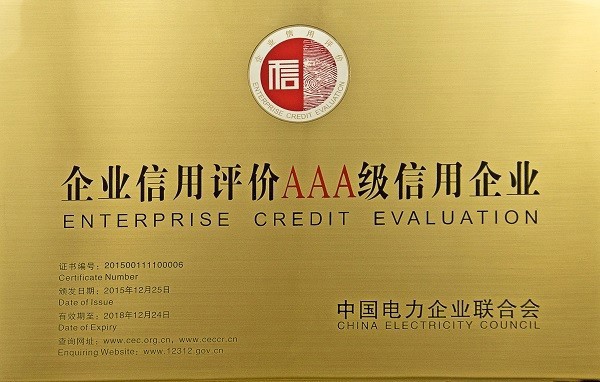 企业信用评价
信
ENTERPRISE CREDIT EVALUATION
企业信用评价AAA级信用企业
ENTERPRISE CREDIT EVALUATION
证书编号：201500111100006
Certificate Number
颁发日期：2015年12月25日
Date of Issue
有效期至：2018年12月24日
Date of Expiry
查询网址：www.cec.org.cn，www.ceccr.cn
Enquiring Website：www.12312.gov.cn
中国电力企业联合会
CHINA ELECTRICITY COUNCIL